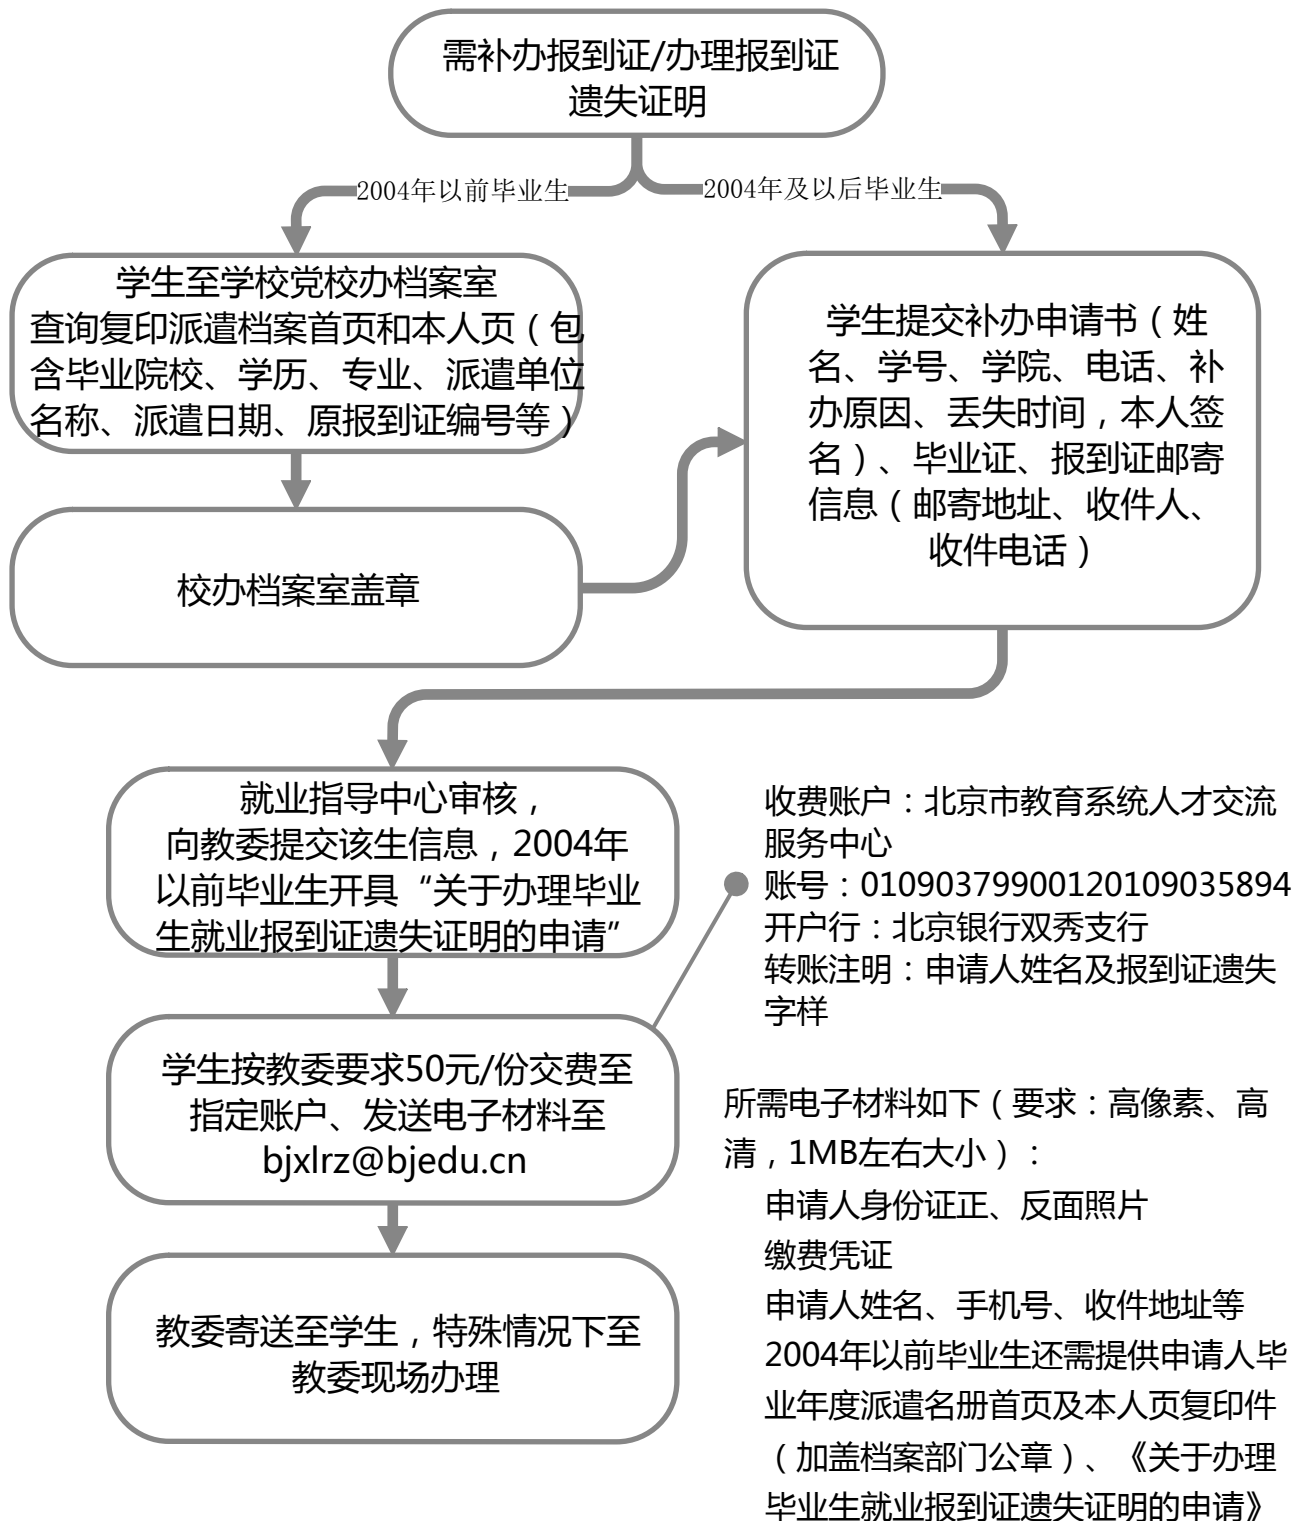 需补办报到证/办理报到证
遗失证明
2004年以前毕业生
2004年及以后毕业生
学生至学校党校办档案室
查询复印派遣档案首页和本人页（包
含毕业院校、学历、专业、派遣单位
名称、派遣日期、原报到证编号等）
校办档案室盖章
学生提交补办申请书（姓
名、学号、学院、电话、补
办原因、丢失时间，本人签
名）、毕业证、报到证邮寄
信息（邮寄地址、收件人、
收件电话）
就业指导中心审核，
向教委提交该生信息，2004年
以前毕业生开具“关于办理毕业
生就业报到证遗失证明的申请”
收费账户：北京市教育系统人才交流
服务中心
账号：01090379900120109035894
开户行：北京银行双秀支行
转账注明：申请人姓名及报到证遗失
字样
学生按教委要求50元/份交费至
指定账户、发送电子材料至
bjxlrz@bjedu.cn
所需电子材料如下（要求：高像素、高
清，1MB左右大小）：
申请人身份证正、反面照片
缴费凭证
申请人姓名、手机号、收件地址等
2004年以前毕业生还需提供申请人毕
业年度派遣名册首页及本人页复印件
（加盖档案部门公章）、《关于办理
毕业生就业报到证遗失证明的申请》
教委寄送至学生，特殊情况下至
教委现场办理